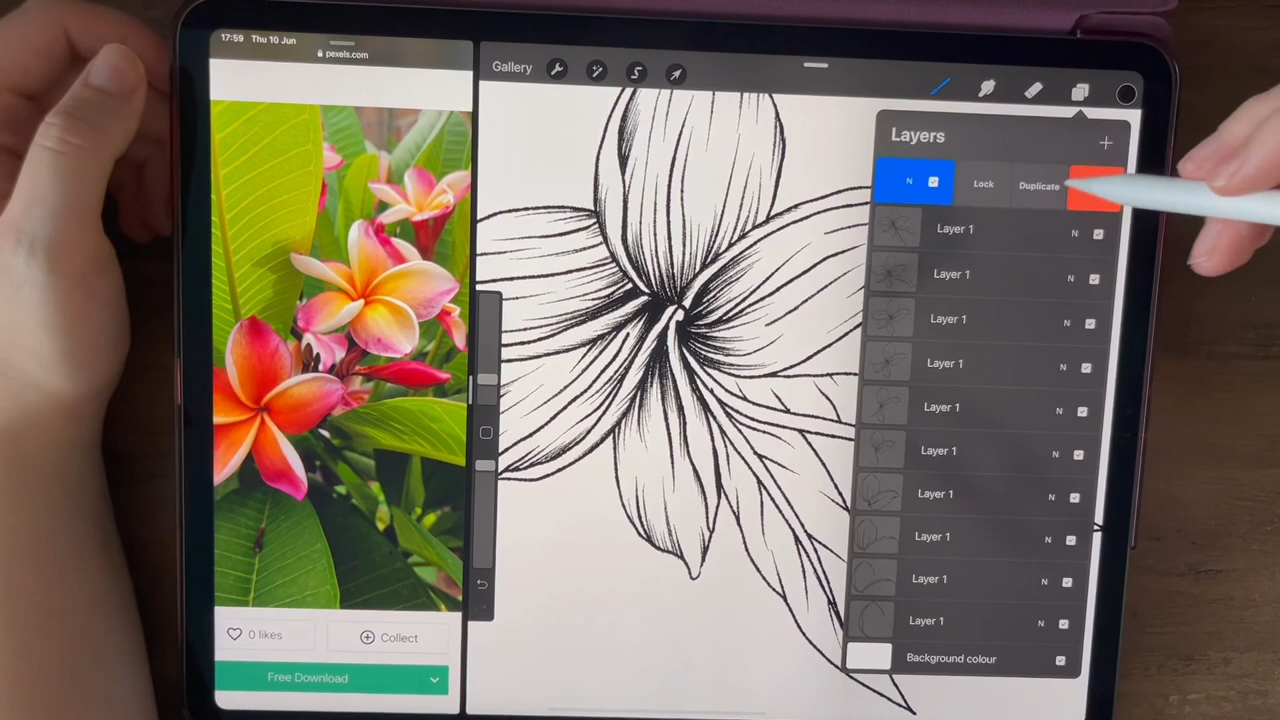 17:59 Thu 10 Jun
pexels.com
0 likes
Collect
Free Download
Gallery
Layers
N Lock Duplicate
Layer 1 N
Layer 1 N
Layer 1 N
Layer 1 N
Layer 1 N
Layer 1 N
Layer 1 N
Layer 1 N
Layer 1 N
Layer 1 N
Background colour